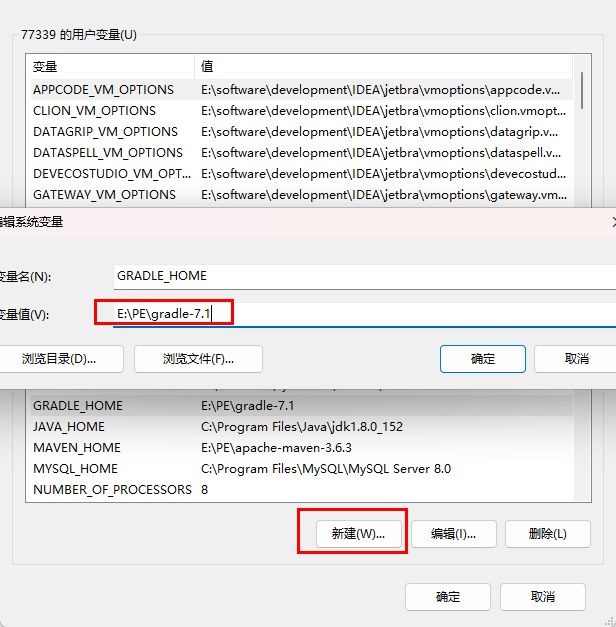 77339 的用户变量(U)
变量 值
APPCODE_VM_OPTIONS E:\software\development\IDEA\jetbra\vmoptions\appcode.v...
CLION_VM_OPTIONS E:\software\development\IDEA\jetbra\vmoptions\clion.vmopt...
DATAGRIP_VM_OPTIONS E:\software\development\IDEA\jetbra\vmoptions\datagrip.v...
DATASPELL_VM_OPTIONS E:\software\development\IDEA\jetbra\vmoptions\dataspell.v...
DEVECOSTUDIO_VM_OPT... E:\software\development\IDEA\jetbra\vmoptions\devecostud...
GATEWAY_VM_OPTIONS E:\software\development\IDEA\jetbra\vmoptions\gateway.vm...
编辑系统变量
变量名(N): GRADLE_HOME
变量值(V): E:\PE\gradle-7.1
浏览目录(D)... 浏览文件(F)... 确定 取消
GRADLE_HOME E:\PE\gradle-7.1
JAVA_HOME C:\Program Files\Java\jdk1.8.0_152
MAVEN_HOME E:\PE\apache-maven-3.6.3
MYSQL_HOME C:\Program Files\MySQL\MySQL Server 8.0
NUMBER_OF_PROCESSORS 8
新建(W)... 编辑(I)... 删除(L)
确定 取消